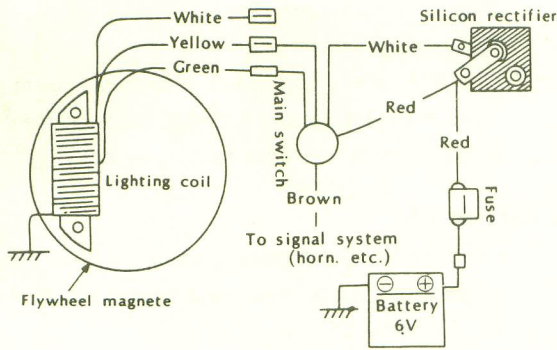 White
Yellow
Green
Silicon rectifier
White
Main switch
Red
Red
Lighting coil
Brown
Fuse
To signal system
(horn. etc.)
Flywheel magnete
⊖ ⊕
Battery
6V